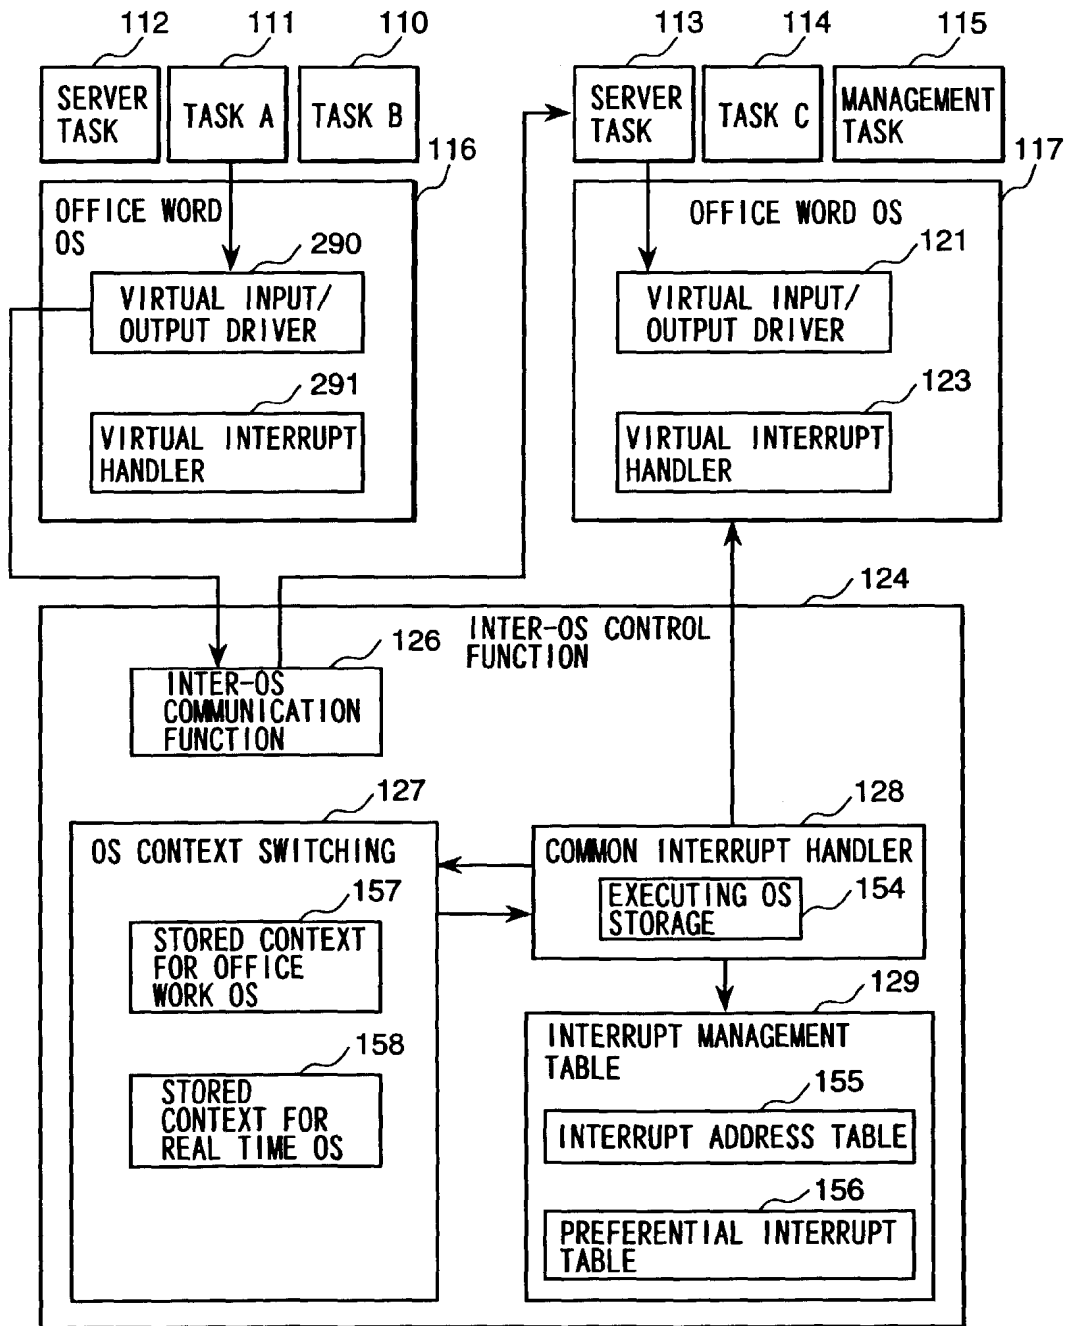 112
111
110
113
114
115
SERVER
TASK
TASK A
TASK B
SERVER
TASK
TASK C
MANAGEMENT
TASK
116
117
OFFICE WORD
OS
OFFICE WORD OS
290
121
VIRTUAL INPUT/
OUTPUT DRIVER
VIRTUAL INPUT/
OUTPUT DRIVER
291
123
VIRTUAL INTERRUPT
HANDLER
VIRTUAL INTERRUPT
HANDLER
124
INTER-OS CONTROL
FUNCTION
126
INTER-OS
COMMUNICATION
FUNCTION
127
128
OS CONTEXT SWITCHING
COMMON INTERRUPT HANDLER
EXECUTING OS
STORAGE
154
157
STORED CONTEXT
FOR OFFICE
WORK OS
129
INTERRUPT MANAGEMENT
TABLE
158
STORED
CONTEXT FOR
REAL TIME OS
155
INTERRUPT ADDRESS TABLE
156
PREFERENTIAL INTERRUPT
TABLE